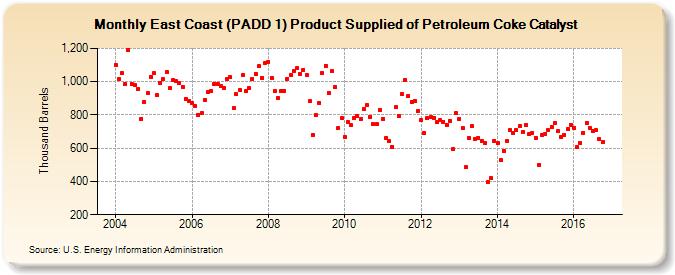 Monthly East Coast (PADD 1) Product Supplied of Petroleum Coke Catalyst
Thousand Barrels
1,200
1,000
800
600
400
200
2004 2006 2008 2010 2012 2014 2016
Source: U.S. Energy Information Administration